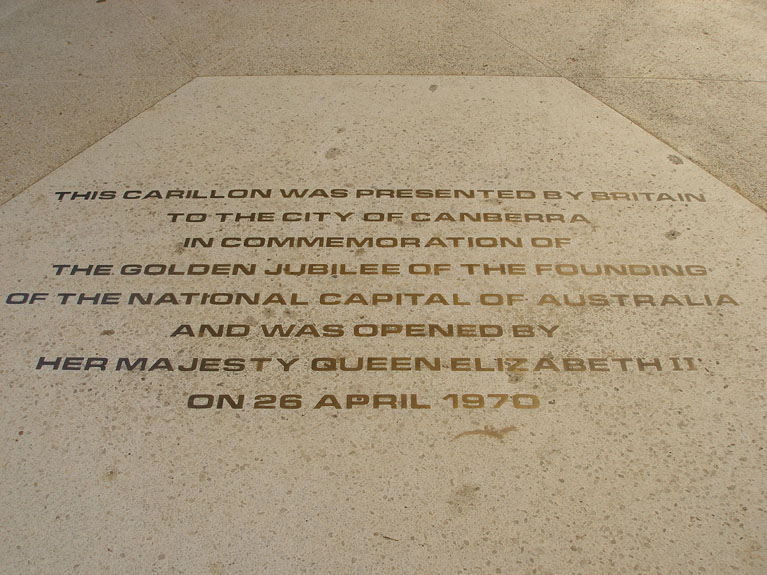 THIS CARILLON WAS PRESENTED BY BRITAIN
TO THE CITY OF CANBERRA
IN COMMEMORATION OF
THE GOLDEN JUBILEE OF THE FOUNDING
OF THE NATIONAL CAPITAL OF AUSTRALIA
AND WAS OPENED BY
HER MAJESTY QUEEN ELIZABETH II
ON 26 APRIL 1970